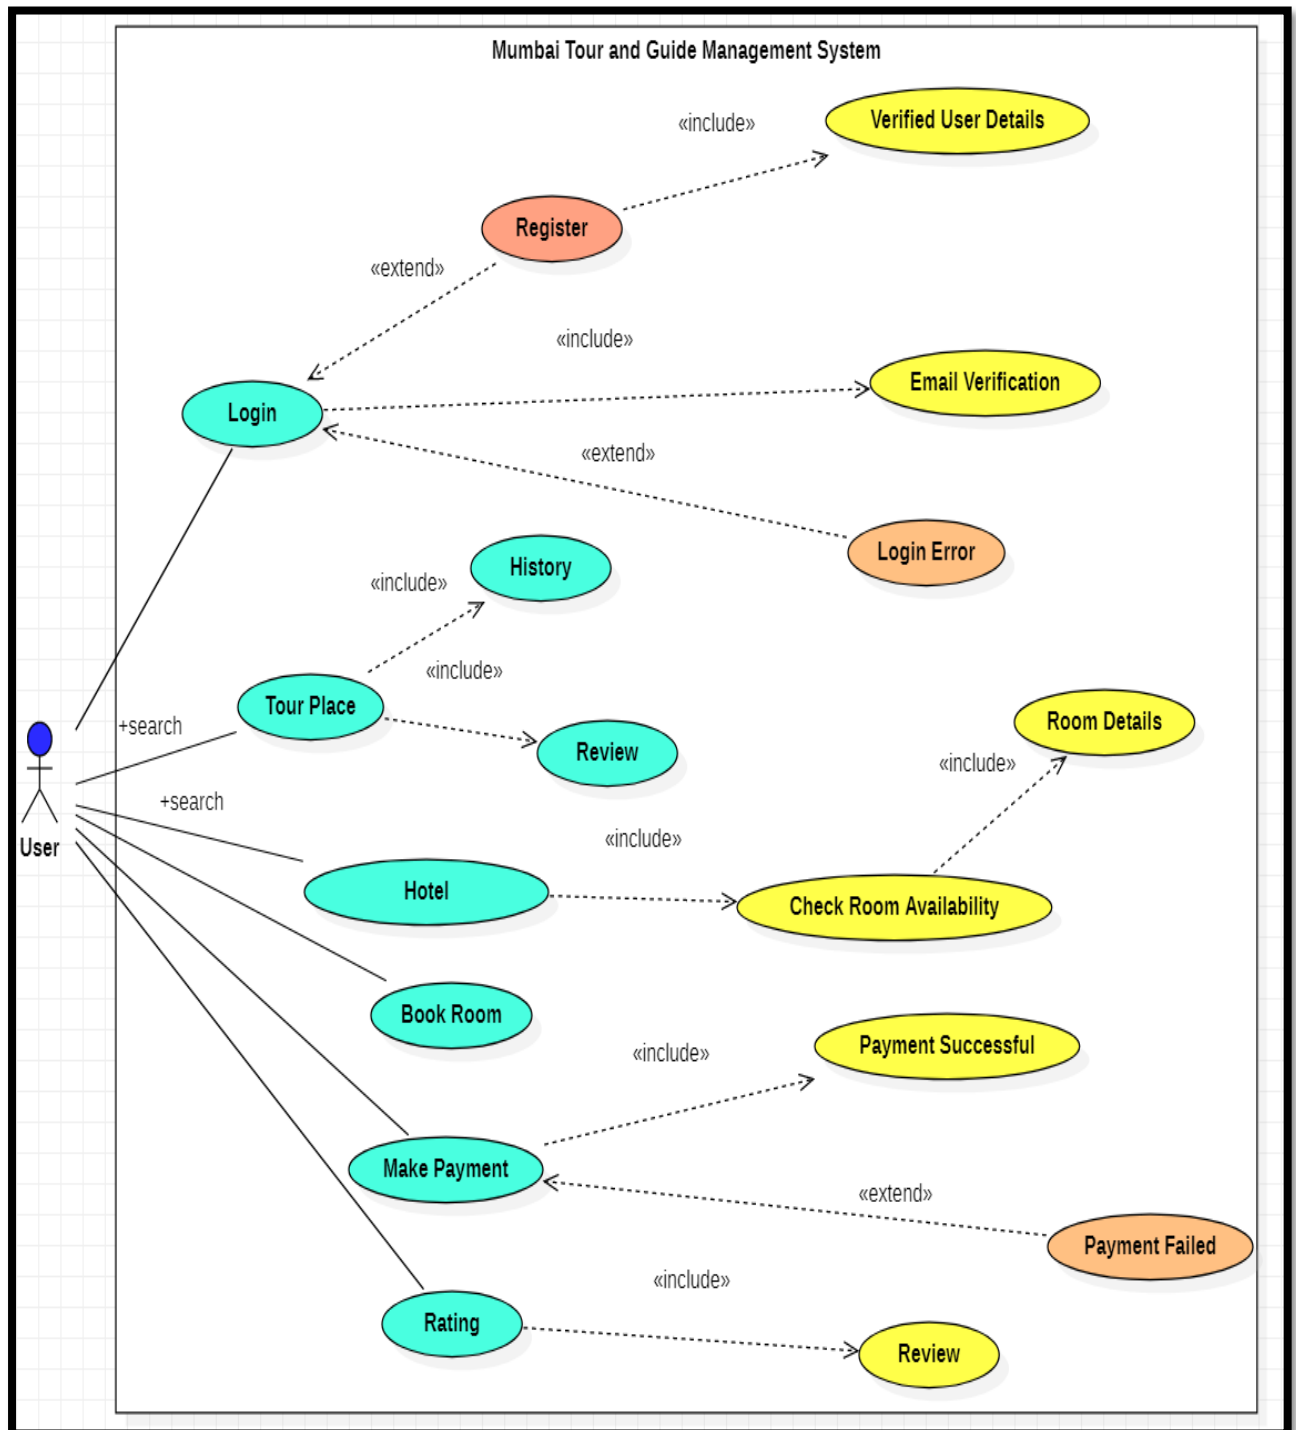 Mumbai Tour and Guide Management System
«include»
Verified User Details
Register
«extend»
«include»
Email Verification
Login
«extend»
Login Error
History
«include»
«include»
Tour Place
+search
Review
Room Details
«include»
+search
User
«include»
Hotel
Check Room Availability
Book Room
«include»
Payment Successful
Make Payment
«extend»
Payment Failed
«include»
Rating
Review